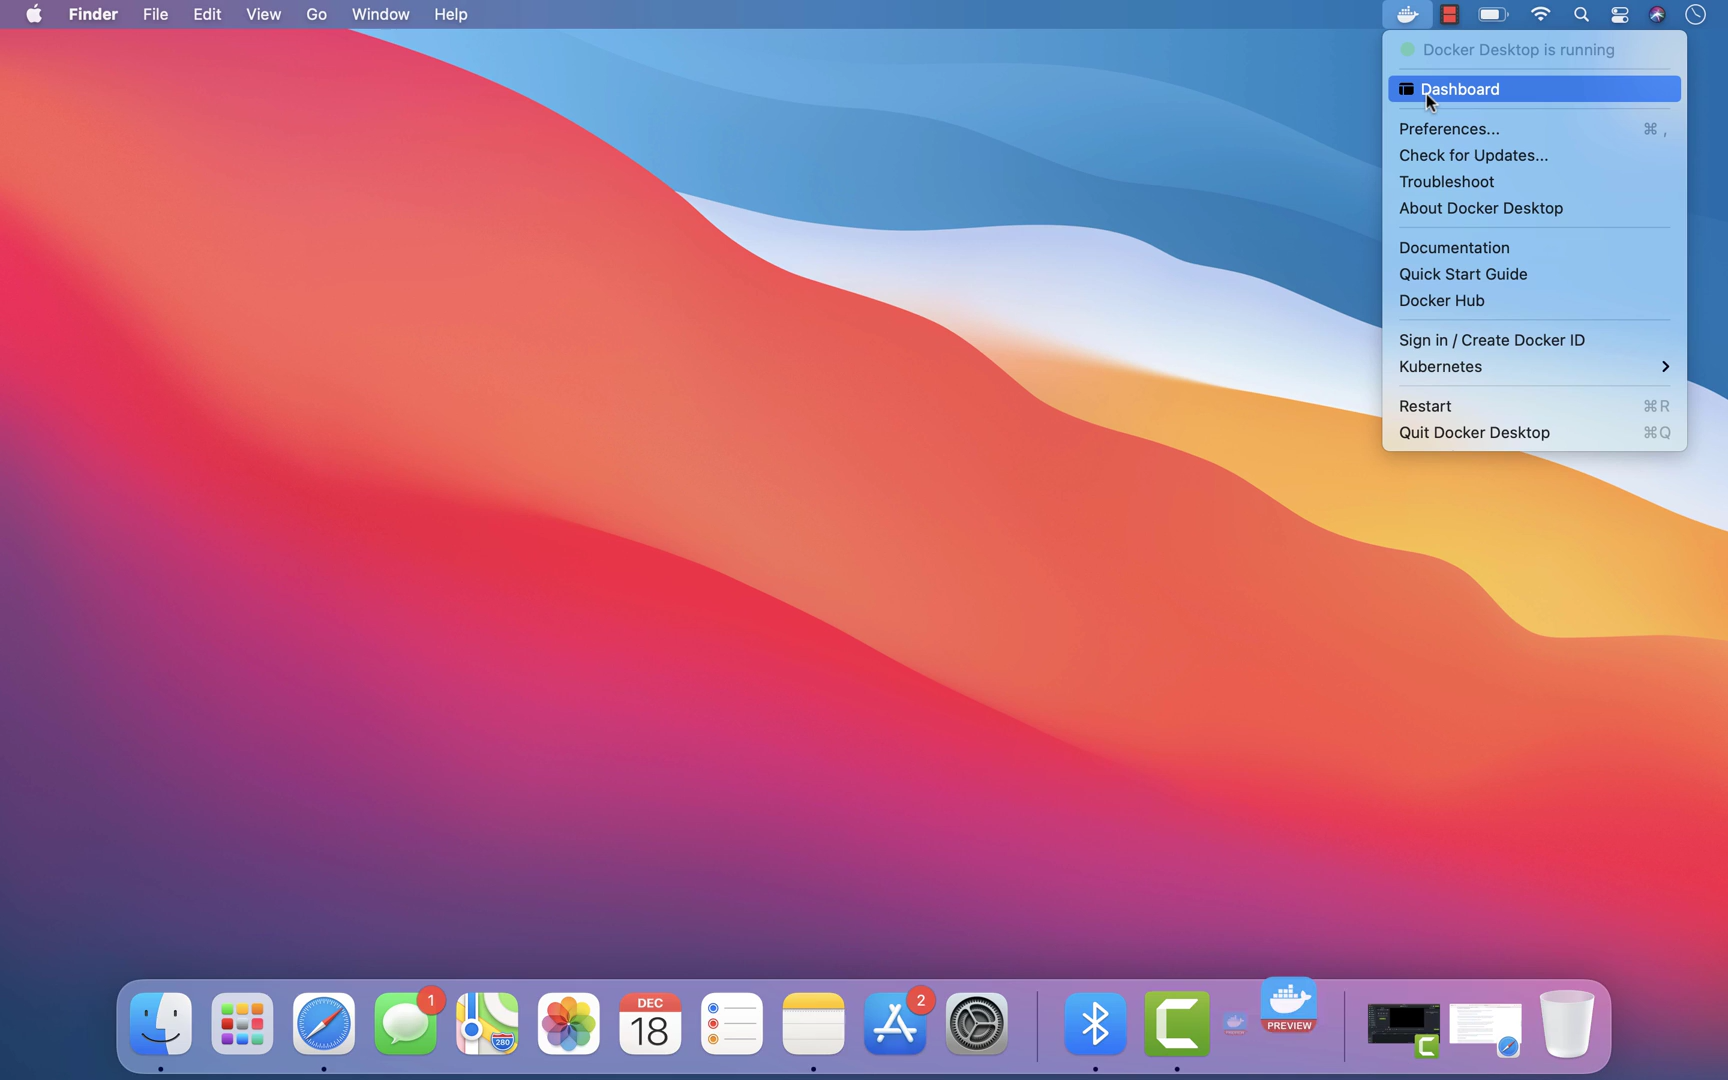 Finder File Edit View Go Window Help
Docker Desktop is running
Dashboard
Preferences... ⌘ ,
Check for Updates...
Troubleshoot
About Docker Desktop
Documentation
Quick Start Guide
Docker Hub
Sign in / Create Docker ID
Kubernetes
Restart ⌘R
Quit Docker Desktop ⌘Q
1
280
DEC
18
2
PREVIEW